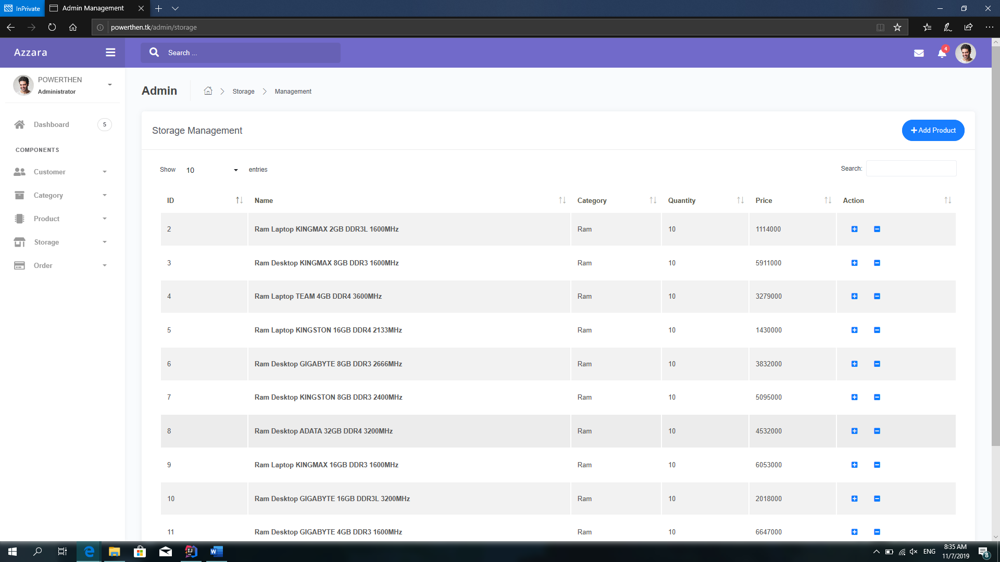 InPrivate
Admin Management
powerthen.tk/admin/storage
Azzara
Search ...
4
POWERTHEN
Administrator
Dashboard 5
COMPONENTS
Customer
Category
Product
Storage
Order
Admin Storage Management
Storage Management
Add Product
Show 10 entries
Search:
ID Name Category Quantity Price Action
2 Ram Laptop KINGMAX 2GB DDR3L 1600MHz Ram 10 1114000
3 Ram Desktop KINGMAX 8GB DDR3 1600MHz Ram 10 5911000
4 Ram Laptop TEAM 4GB DDR4 3600MHz Ram 10 3279000
5 Ram Laptop KINGSTON 16GB DDR4 2133MHz Ram 10 1430000
6 Ram Desktop GIGABYTE 8GB DDR3 2666MHz Ram 10 3832000
7 Ram Desktop KINGSTON 8GB DDR3 2400MHz Ram 10 5095000
8 Ram Desktop ADATA 32GB DDR4 3200MHz Ram 10 4532000
9 Ram Laptop KINGMAX 16GB DDR3 1600MHz Ram 10 6053000
10 Ram Desktop GIGABYTE 16GB DDR3L 3200MHz Ram 10 2018000
11 Ram Desktop GIGABYTE 4GB DDR3 1600MHz Ram 10 6647000
ENG
8:35 AM
11/7/2019
8